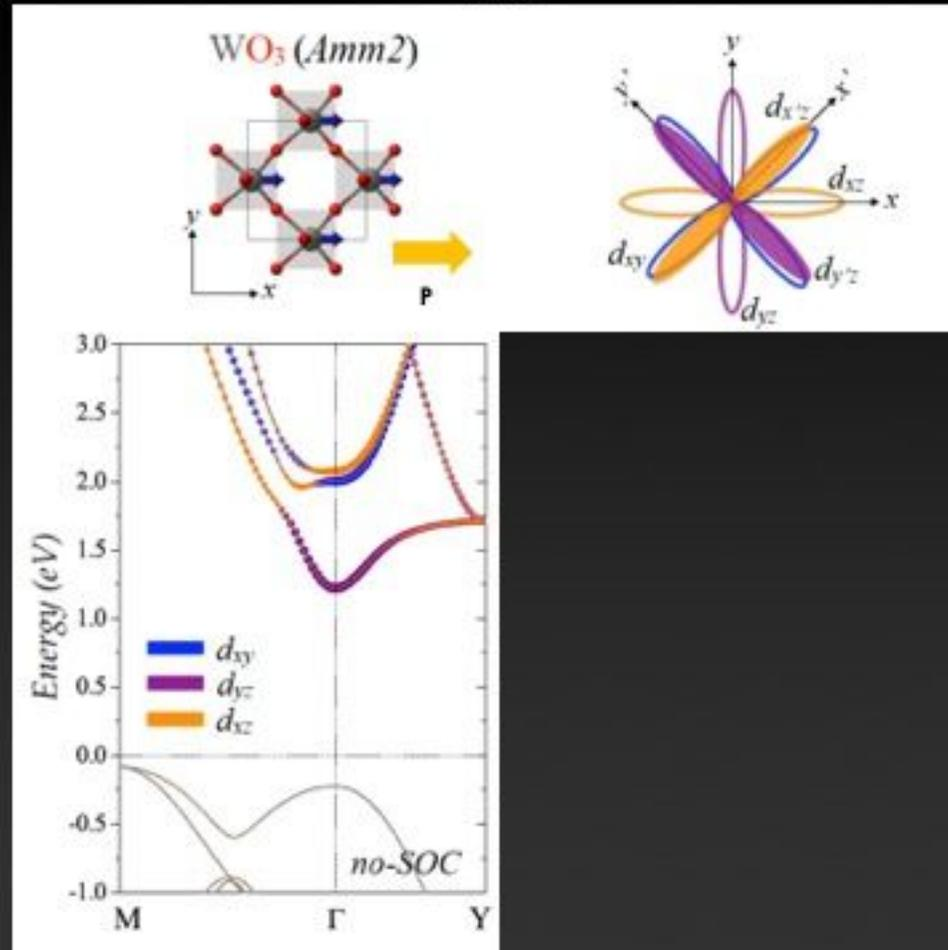 WO₃ (Amm2)
y
x
P
y
y'
x'
dx'z
dxz
x
dxy
dy'z
dyz
3.0
2.5
2.0
1.5
1.0
0.5
0.0
-0.5
-1.0
Energy (eV)
dxy
dyz
dxz
no-SOC
M
Γ
Y